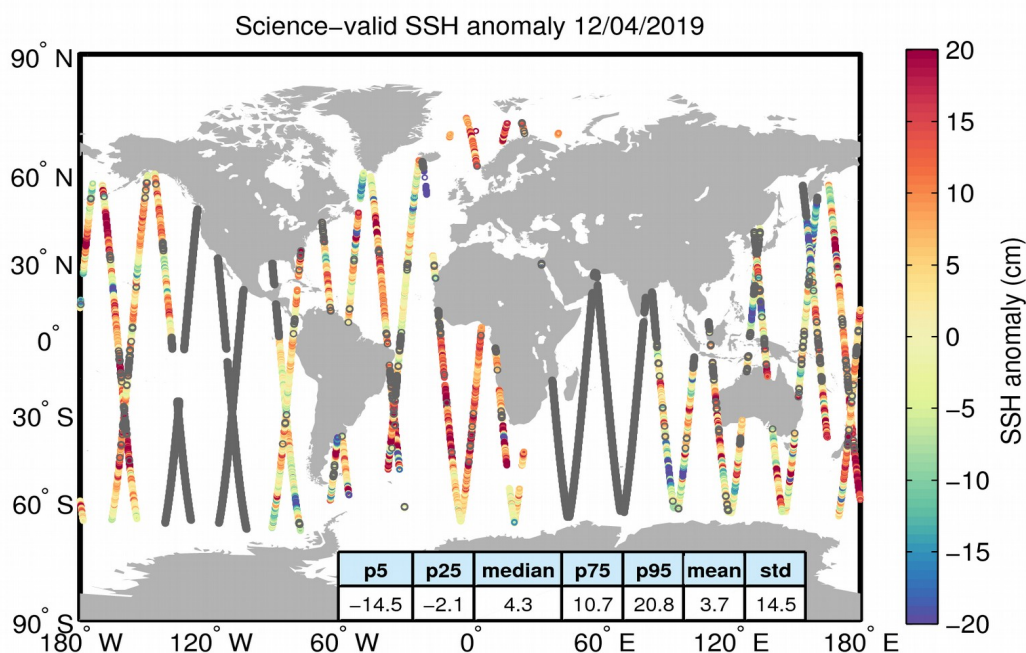 Science−valid SSH anomaly 12/04/2019
90° N
60° N
30° N
0°
30° S
60° S
90° S
180° W
120° W
60° W
0°
60° E
120° E
180° E
20
15
10
5
0
−5
−10
−15
−20
SSH anomaly (cm)
p5 p25 median p75 p95 mean std
−14.5 −2.1 4.3 10.7 20.8 3.7 14.5